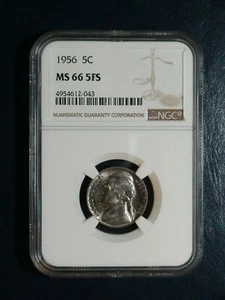 1956 5C
MS 66 5FS
4954612-043
NUMISMATIC GUARANTY CORPORATION
NGC